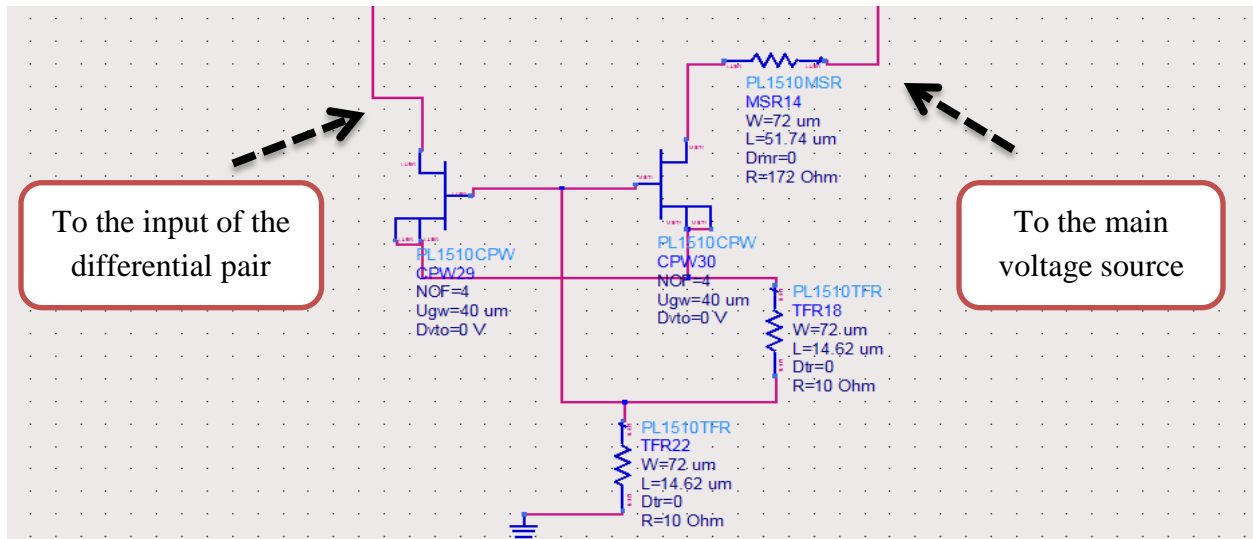 PL1510MSR
MSR14
W=72 um
L=51.74 um
Dmr=0
R=172 Ohm
To the input of the
differential pair
To the main
voltage source
PL1510CPW
CPW29
NOF=4
Ugw=40 um
Dvto=0 V
PL1510CPW
CPW30
NOF=4
Ugw=40 um
Dvto=0 V
PL1510TFR
TFR18
W=72 um
L=14.62 um
Dtr=0
R=10 Ohm
PL1510TFR
TFR22
W=72 um
L=14.62 um
Dtr=0
R=10 Ohm